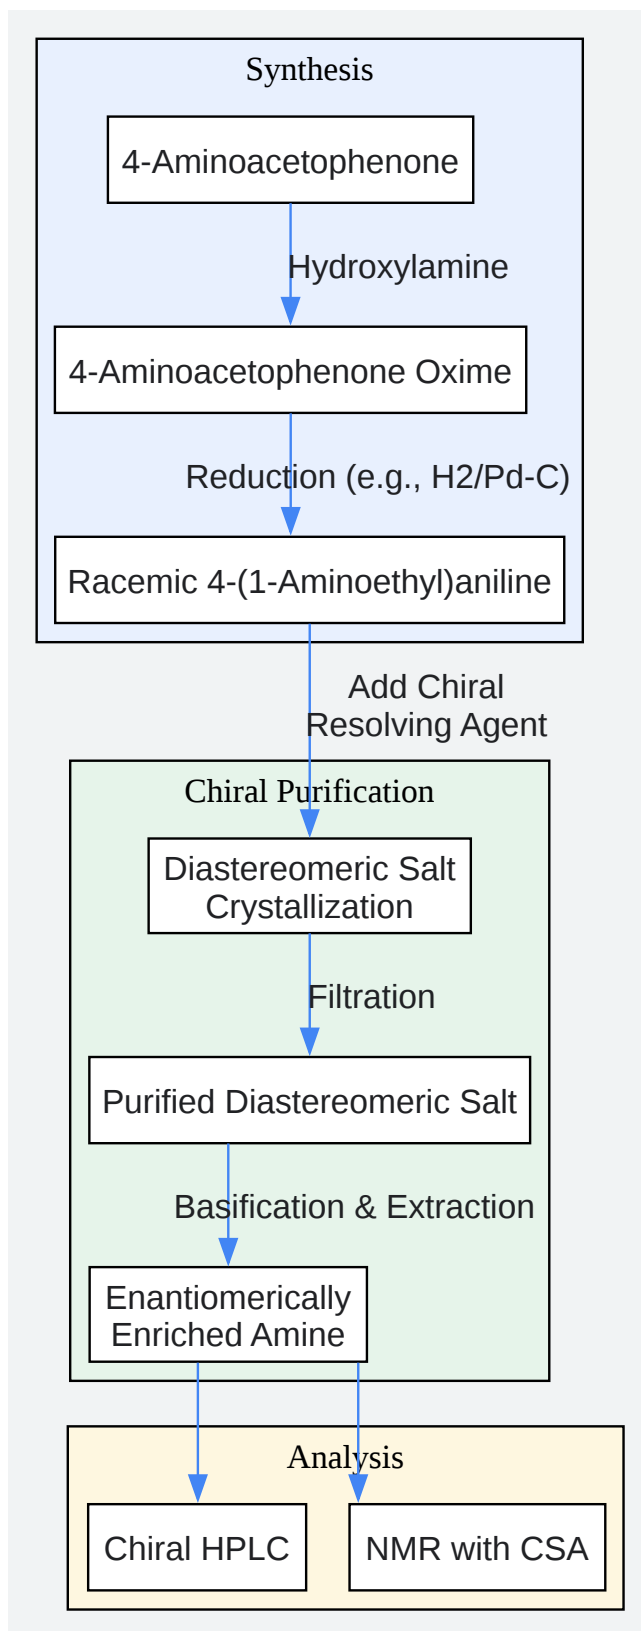 Synthesis
4-Aminoacetophenone
Hydroxylamine
4-Aminoacetophenone Oxime
Reduction (e.g., H2/Pd-C)
Racemic 4-(1-Aminoethyl)aniline
Add Chiral
Resolving Agent
Chiral Purification
Diastereomeric Salt
Crystallization
Filtration
Purified Diastereomeric Salt
Basification & Extraction
Enantiomerically
Enriched Amine
Analysis
Chiral HPLC
NMR with CSA